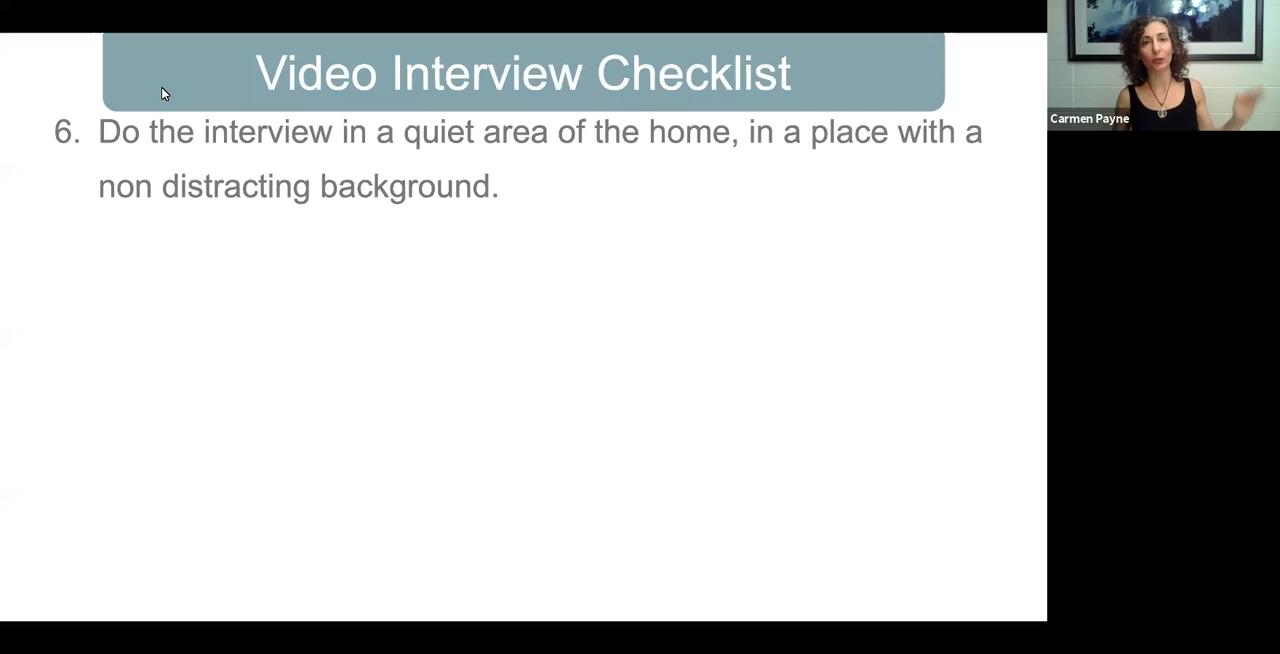 Video Interview Checklist
6. Do the interview in a quiet area of the home, in a place with a
non distracting background.
Carmen Payne